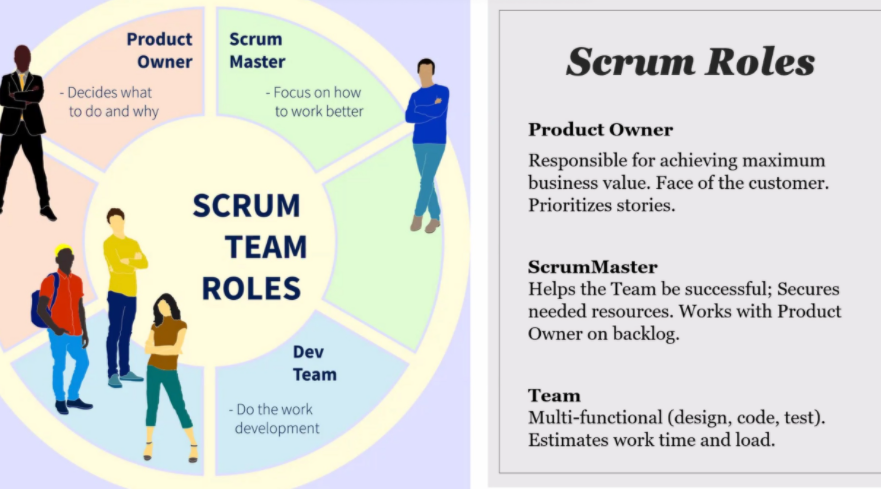 Product
Owner
- Decides what
to do and why
Scrum
Master
- Focus on how
to work better
SCRUM
TEAM
ROLES
Dev
Team
- Do the work
development
Scrum Roles
Product Owner
Responsible for achieving maximum
business value. Face of the customer.
Prioritizes stories.
ScrumMaster
Helps the Team be successful; Secures
needed resources. Works with Product
Owner on backlog.
Team
Multi-functional (design, code, test).
Estimates work time and load.